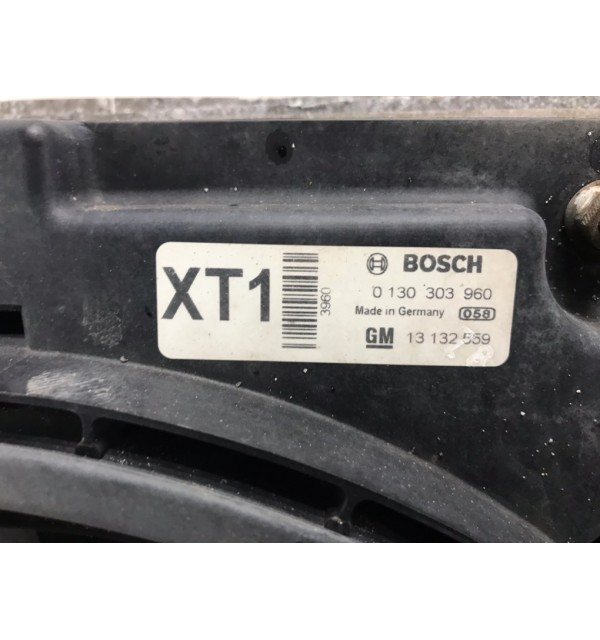 XT1
3960
BOSCH
0 130 303 960
Made in Germany 058
GM 13 132 559